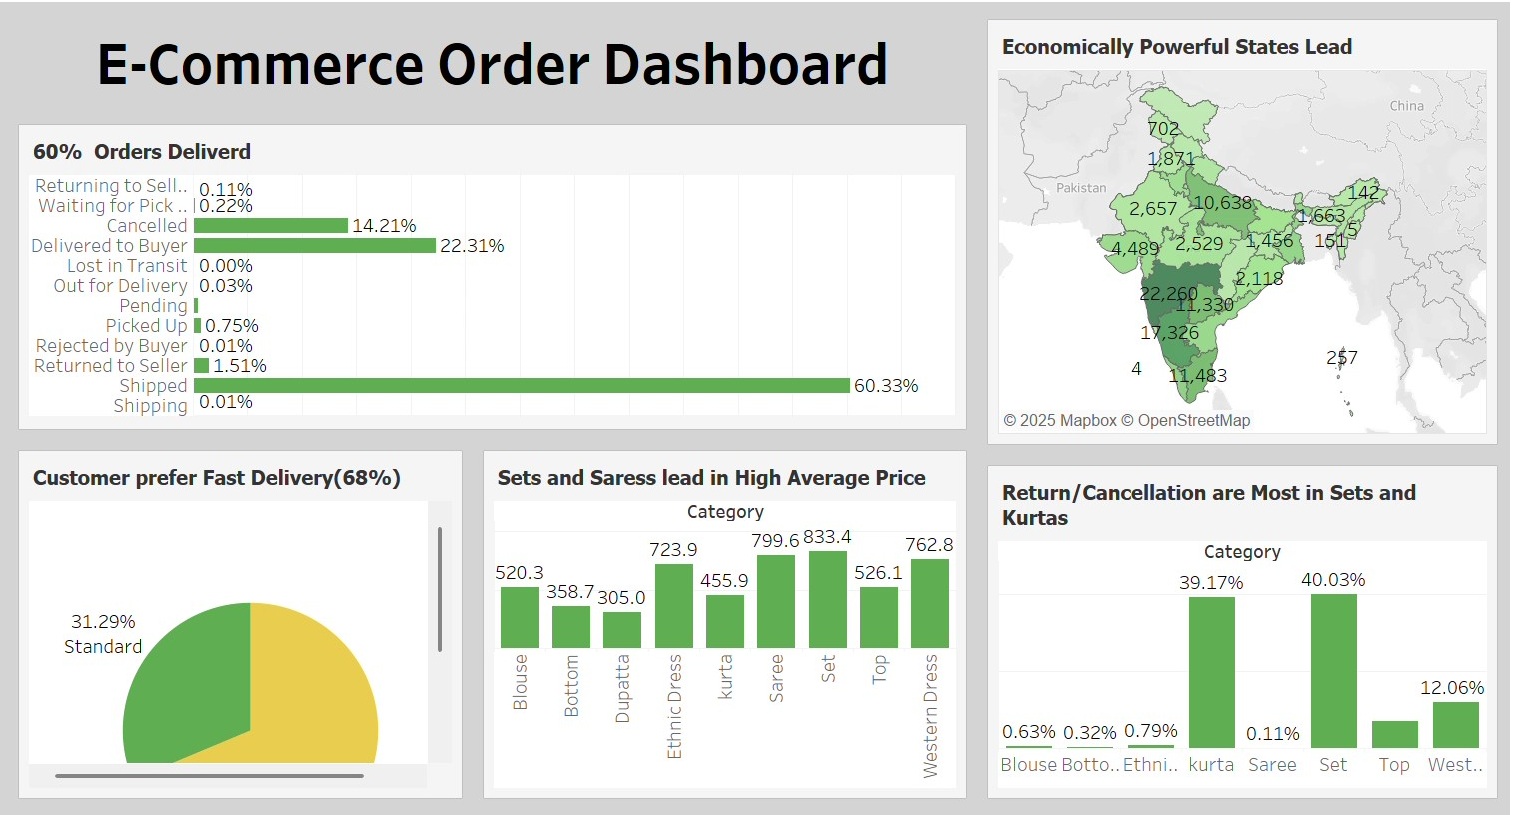 E-Commerce Order Dashboard
60%  Orders Deliverd
Returning to Sell..
0.11%
Waiting for Pick ..
0.22%
Cancelled
14.21%
Delivered to Buyer
22.31%
Lost in Transit
0.00%
Out for Delivery
0.03%
Pending
Picked Up
0.75%
Rejected by Buyer
0.01%
Returned to Seller
1.51%
Shipped
60.33%
Shipping
0.01%
Economically Powerful States Lead
China
Pakistan
702
1,871
142
10,638
2,657
1,663
5
4,489
2,529
1,456
151
2,118
22,260
11,330
17,326
257
4
11,483
© 2025 Mapbox © OpenStreetMap
Customer prefer Fast Delivery(68%)
31.29%
Standard
Sets and Saress lead in High Average Price
Category
520.3
358.7
305.0
723.9
455.9
799.6
833.4
526.1
762.8
Blouse
Bottom
Dupatta
Ethnic Dress
kurta
Saree
Set
Top
Western Dress
Return/Cancellation are Most in Sets and
Kurtas
Category
0.63%
0.32%
0.79%
39.17%
0.11%
40.03%
12.06%
Blouse
Botto..
Ethni..
kurta
Saree
Set
Top
West..